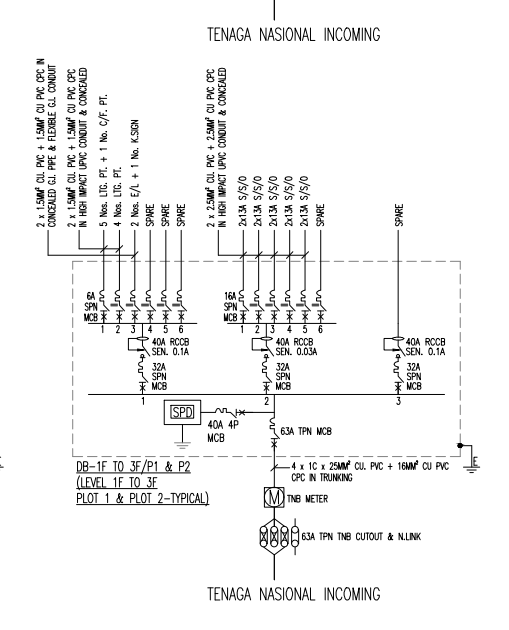 TENAGA NASIONAL INCOMING
2 x 1.5MM² CU. PVC + 1.5MM² CU PVC CPC IN
CONCEALED G.I. PIPE & FLEXIBLE G.I. CONDUIT
2 x 1.5MM² CU. PVC + 1.5MM² CU PVC CPC
IN HIGH IMPACT UPVC CONDUIT & CONCEALED
5 Nos. LTG. PT. + 1 No. C/F. PT.
4 Nos. LTG. PT.
2 Nos. E/L + 1 No. K.SIGN
SPARE
SPARE
SPARE
2 x 2.5MM² CU. PVC + 2.5MM² CU PVC CPC
IN HIGH IMPACT UPVC CONDUIT & CONCEALED
2x13A S/S/O
2x13A S/S/O
2x13A S/S/O
2x13A S/S/O
2x13A S/S/O
SPARE
SPARE
6A
SPN
MCB
1 2 3 4 5 6
16A
SPN
MCB
1 2 3 4 5 6
40A RCCB
SEN. 0.1A
40A RCCB
SEN. 0.03A
40A RCCB
SEN. 0.1A
32A
SPN
MCB
32A
SPN
MCB
32A
SPN
MCB
1 2 3
SPD
40A 4P
MCB
63A TPN MCB
E
DB-1F TO 3F/P1 & P2
(LEVEL 1F TO 3F
PLOT 1 & PLOT 2-TYPICAL)
4 x 1C x 25MM² CU. PVC + 16MM² CU PVC
CPC IN TRUNKING
M
TNB METER
63A TPN TNB CUTOUT & N.LINK
TENAGA NASIONAL INCOMING